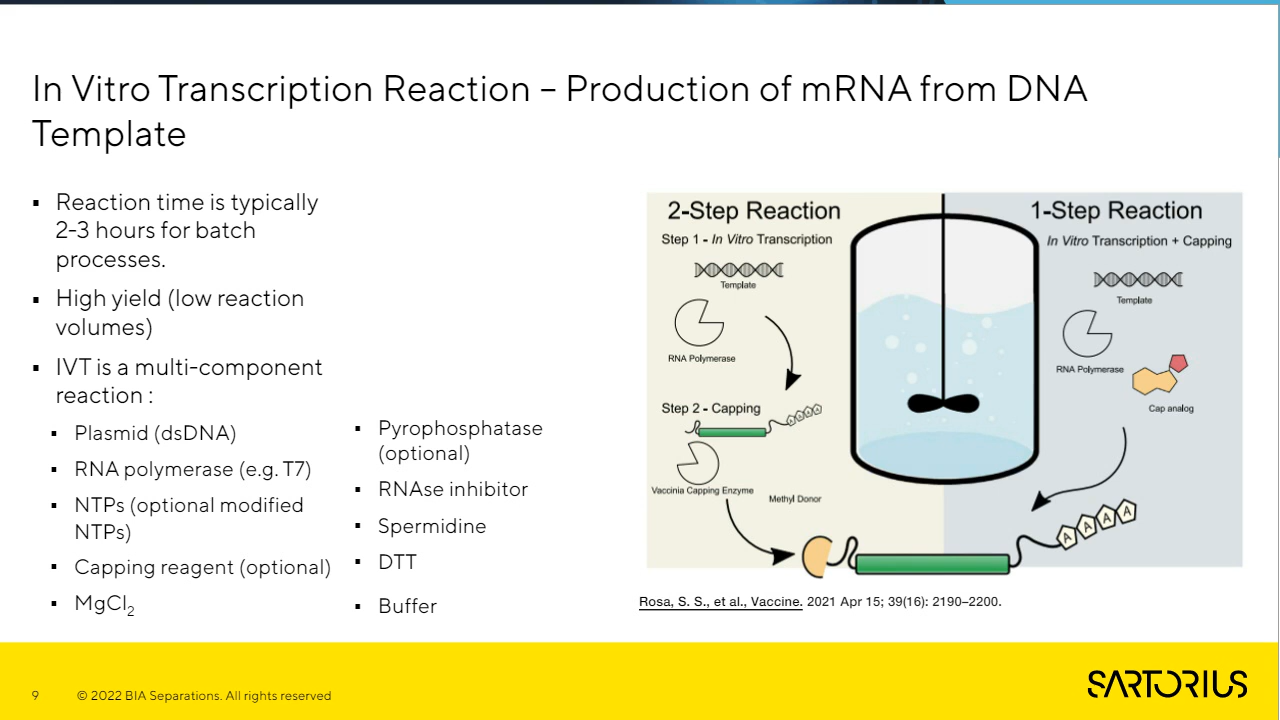 In Vitro Transcription Reaction – Production of mRNA from DNA
Template
▪ Reaction time is typically
2-3 hours for batch
processes.
▪ High yield (low reaction
volumes)
▪ IVT is a multi-component
reaction :
▪ Plasmid (dsDNA)
▪ RNA polymerase (e.g. T7)
▪ NTPs (optional modified
NTPs)
▪ Capping reagent (optional)
▪ MgCl2
▪ Pyrophosphatase
(optional)
▪ RNAse inhibitor
▪ Spermidine
▪ DTT
▪ Buffer
2-Step Reaction
Step 1 - In Vitro Transcription
Template
RNA Polymerase
Step 2 - Capping
A A A A
Vaccinia Capping Enzyme
Methyl Donor
1-Step Reaction
In Vitro Transcription + Capping
Template
RNA Polymerase
Cap analog
A A A A
Rosa, S. S., et al., Vaccine. 2021 Apr 15; 39(16): 2190–2200.
9 © 2022 BIA Separations. All rights reserved
SARTORIUS